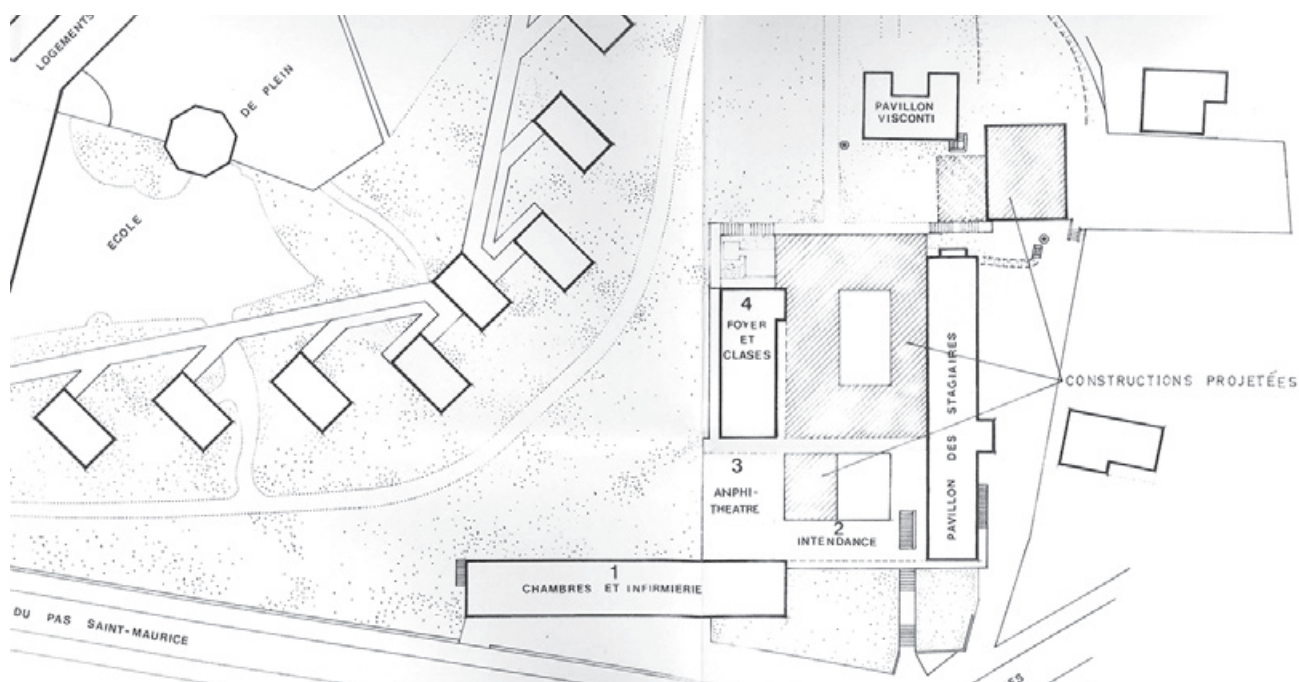 LOGEMENTS
DE PLEIN
ECOLE
PAVILLON
VISCONTI
4
FOYER
ET
CLASES
PAVILLON DES STAGIAIRES
CONSTRUCTIONS PROJETÉES
3
ANPHI-
THEATRE
2
INTENDANCE
1
CHAMBRES ET INFIRMIERIE
DU PAS SAINT-MAURICE
ES